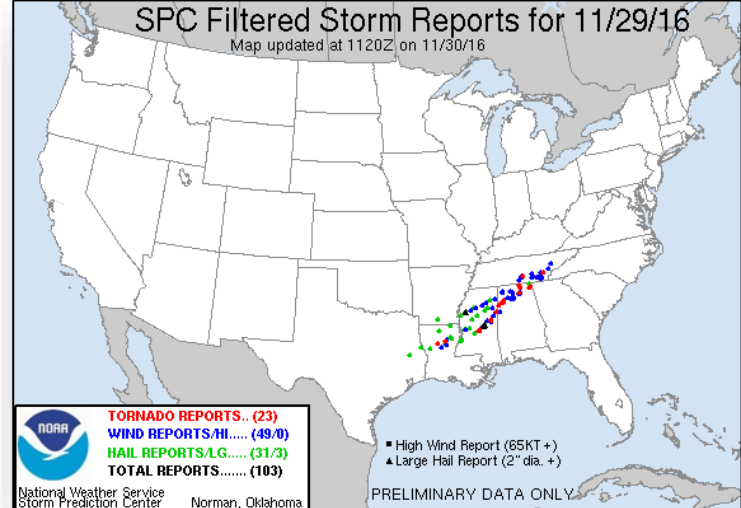 SPC Filtered Storm Reports for 11/29/16
Map updated at 1120Z on 11/30/16
NOAA
TORNADO REPORTS.. (23)
WIND REPORTS/HI..... (49/0)
HAIL REPORTS/LG..... (31/3)
TOTAL REPORTS....... (103)
National Weather Service
Storm Prediction Center Norman, Oklahoma
High Wind Report (65KT+)
Large Hail Report (2" dia. +)
PRELIMINARY DATA ONLY